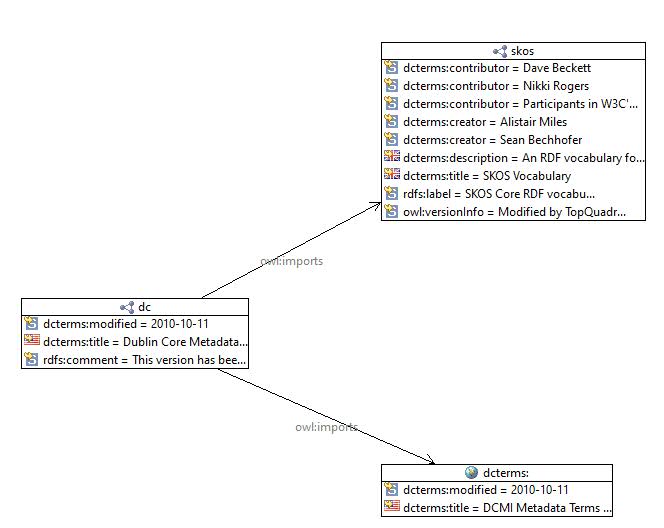 skos
dcterms:contributor = Dave Beckett
dcterms:contributor = Nikki Rogers
dcterms:contributor = Participants in W3C'...
dcterms:creator = Alistair Miles
dcterms:creator = Sean Bechhofer
dcterms:description = An RDF vocabulary fo...
dcterms:title = SKOS Vocabulary
rdfs:label = SKOS Core RDF vocabu...
owl:versionInfo = Modified by TopQuadr...
owl:imports
dc
dcterms:modified = 2010-10-11
dcterms:title = Dublin Core Metadata...
rdfs:comment = This version has bee...
owl:imports
dcterms:
dcterms:modified = 2010-10-11
dcterms:title = DCMI Metadata Terms ...